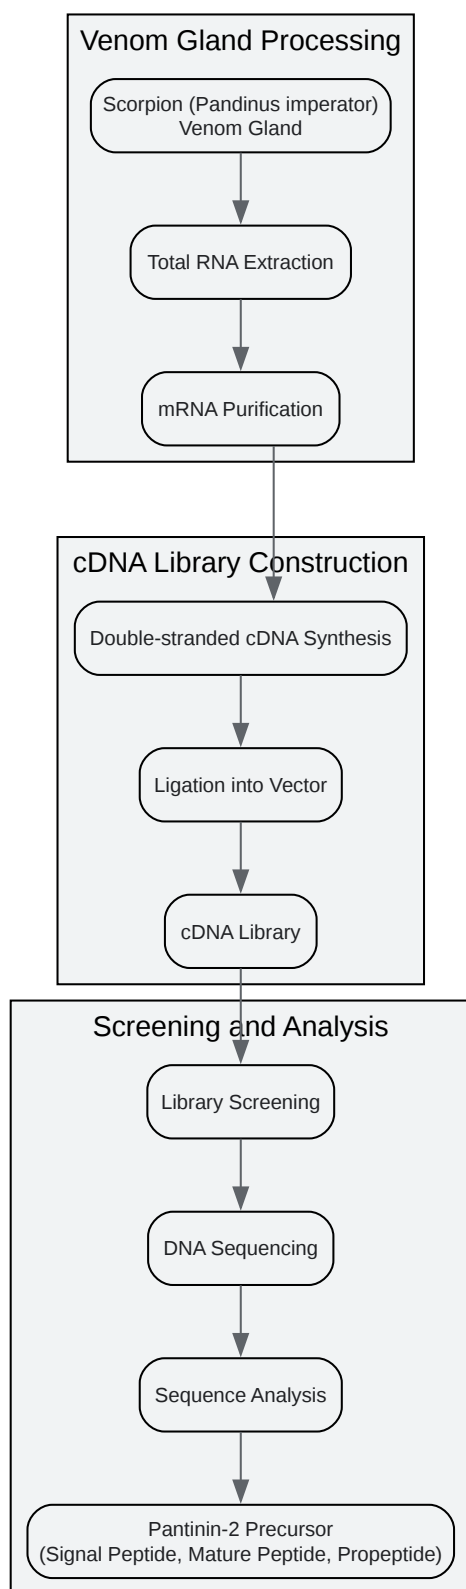 Venom Gland Processing
Scorpion (Pandinus imperator)
Venom Gland
Total RNA Extraction
mRNA Purification
cDNA Library Construction
Double-stranded cDNA Synthesis
Ligation into Vector
cDNA Library
Screening and Analysis
Library Screening
DNA Sequencing
Sequence Analysis
Pantinin-2 Precursor
(Signal Peptide, Mature Peptide, Propeptide)